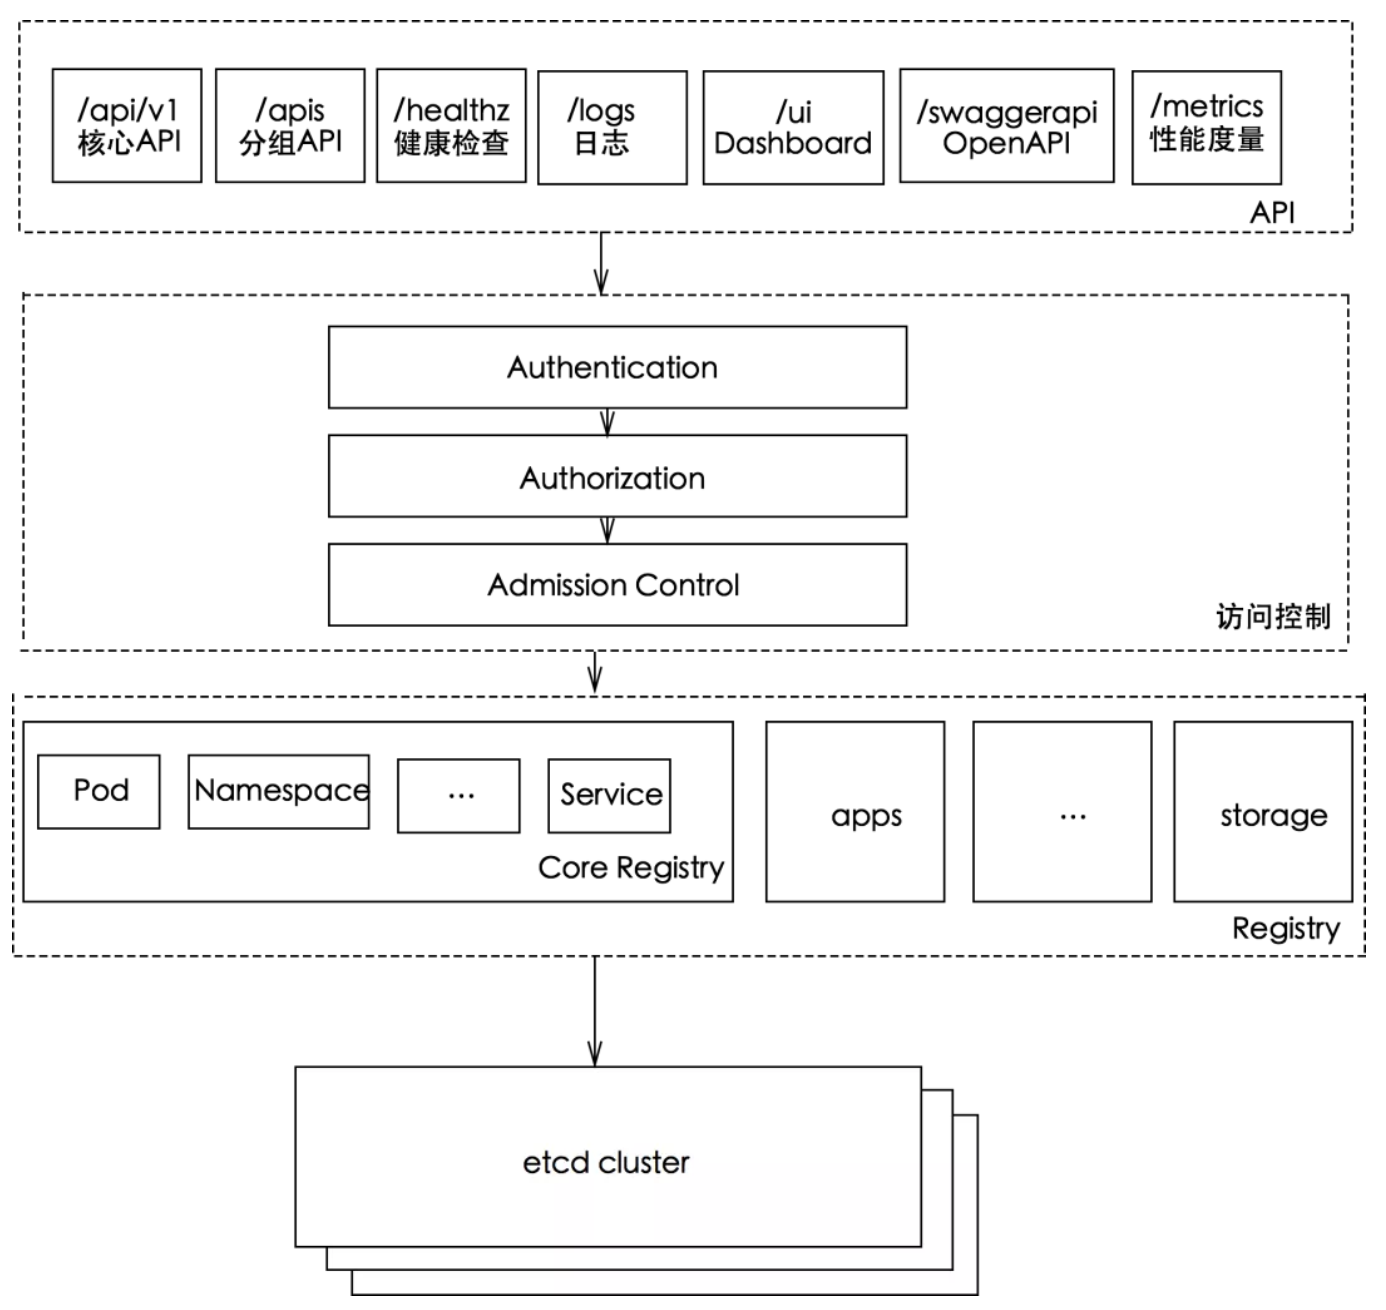 /api/v1
核心API
/apis
分组API
/healthz
健康检查
/logs
日志
/ui
Dashboard
/swaggerapi
OpenAPI
/metrics
性能度量
API
Authentication
Authorization
Admission Control
访问控制
Pod
Namespace
...
Service
Core Registry
apps
...
storage
Registry
etcd cluster